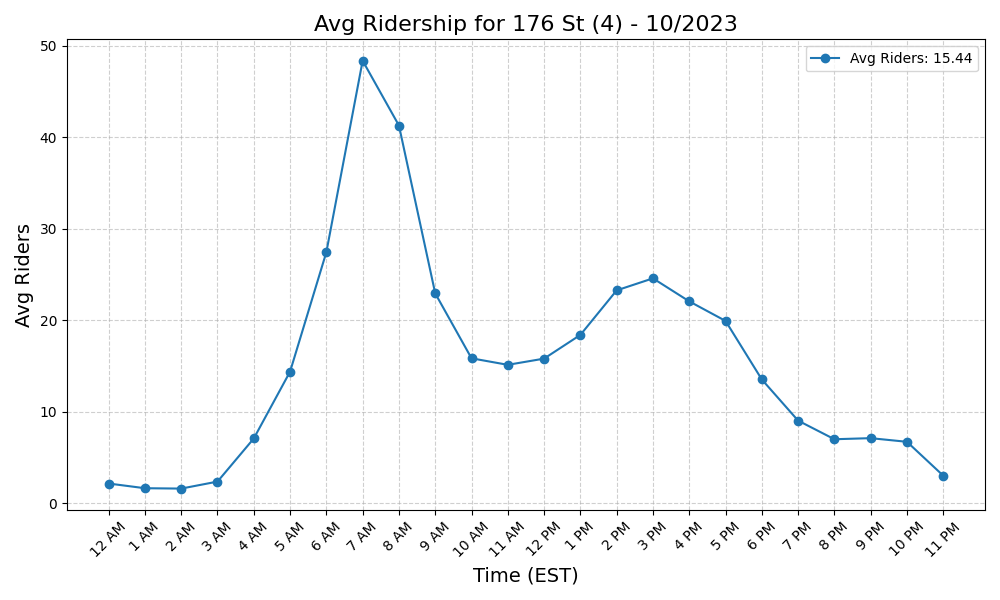 Avg Ridership for 176 St (4) - 10/2023
Avg Riders: 15.44
Avg Riders
50
40
30
20
10
0
12 AM
1 AM
2 AM
3 AM
4 AM
5 AM
6 AM
7 AM
8 AM
9 AM
10 AM
11 AM
12 PM
1 PM
2 PM
3 PM
4 PM
5 PM
6 PM
7 PM
8 PM
9 PM
10 PM
11 PM
Time (EST)